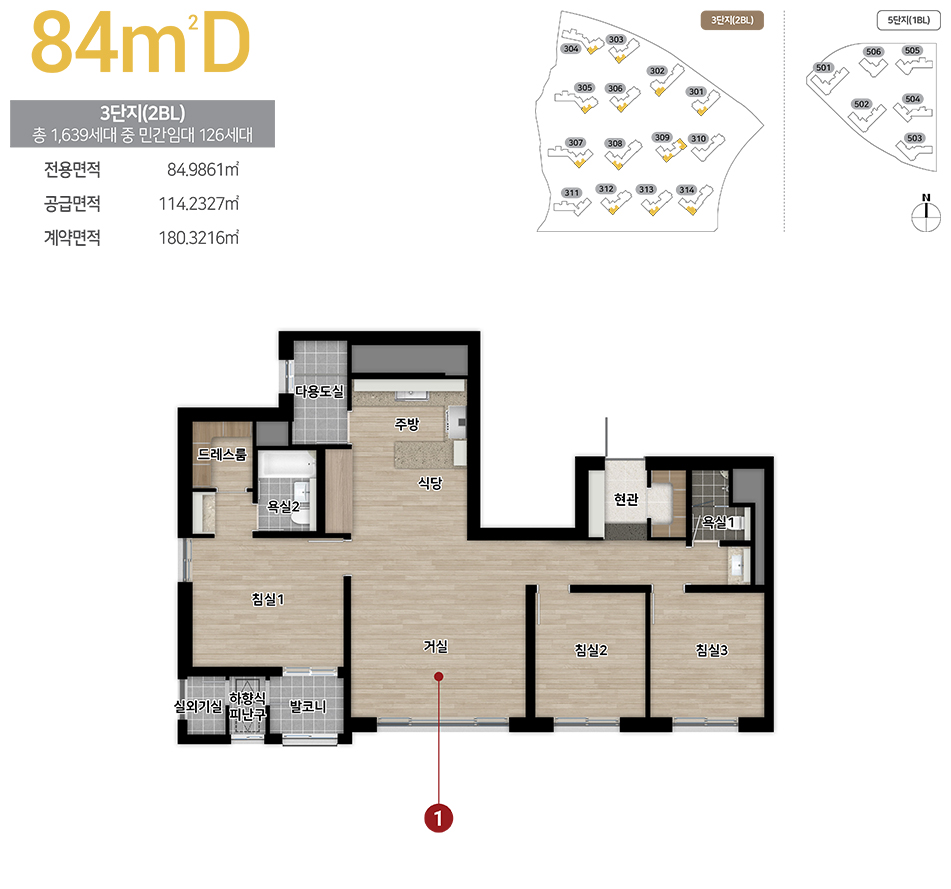 84m²D
3단지(2BL)
총 1,639세대 중 민간임대 126세대
전용면적 84.9861㎡
공급면적 114.2327㎡
계약면적 180.3216㎡
3단지(2BL)
304
303
302
305
306
301
307
308
309
310
311
312
313
314
5단지(1BL)
506
505
501
502
504
503
N
다용도실
주방
드레스룸
식당
욕실2
현관
욕실1
침실1
거실
침실2
침실3
실외기실
하향식
피난구
발코니
1